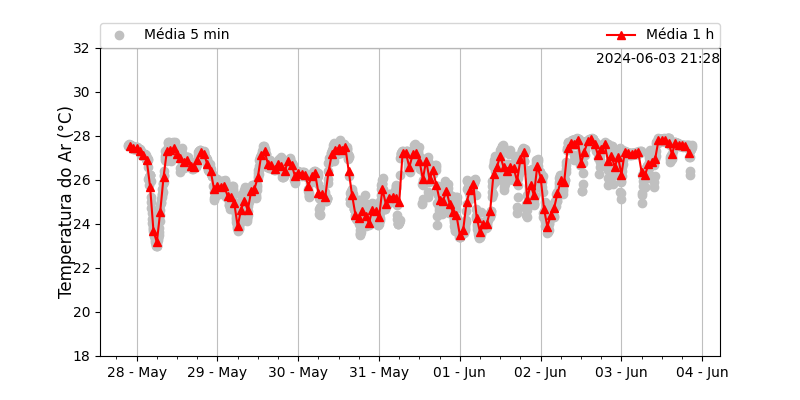 Média 5 min
Média 1 h
2024-06-03 21:28
Temperatura do Ar (°C)
32
30
28
26
24
22
20
18
28 - May
29 - May
30 - May
31 - May
01 - Jun
02 - Jun
03 - Jun
04 - Jun